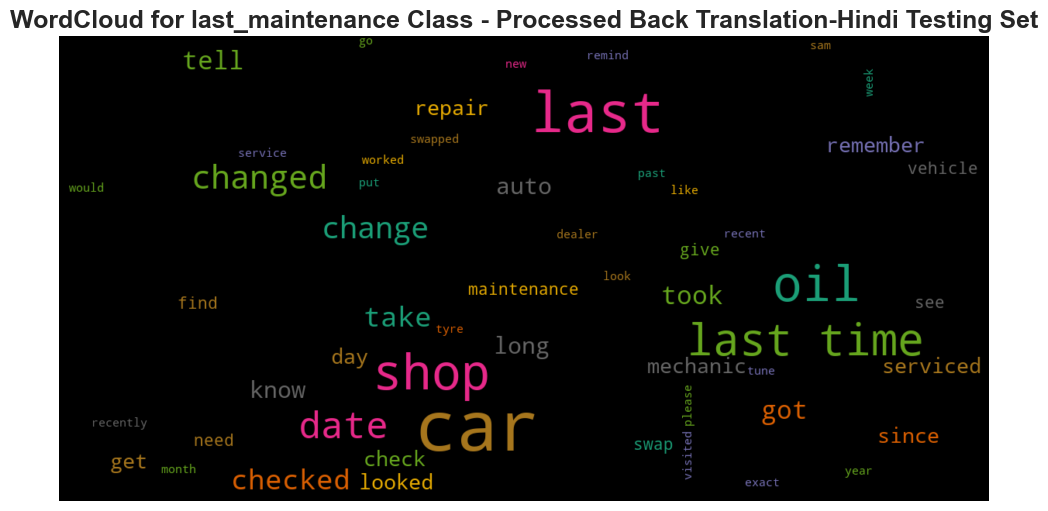 WordCloud for last_maintenance Class - Processed Back Translation-Hindi Testing Set
go
sam
tell
remind
new
week
last
repair
swapped
remember
service
worked
vehicle
changed
put
auto
past
would
like
change
dealer
recent
give
look
oil
maintenance
took
find
see
take
tyre
last time
long
day
shop
mechanic
tune
serviced
know
please
car
date
got
recently
since
need
swap
visited
get
month
check
year
checked
looked
exact